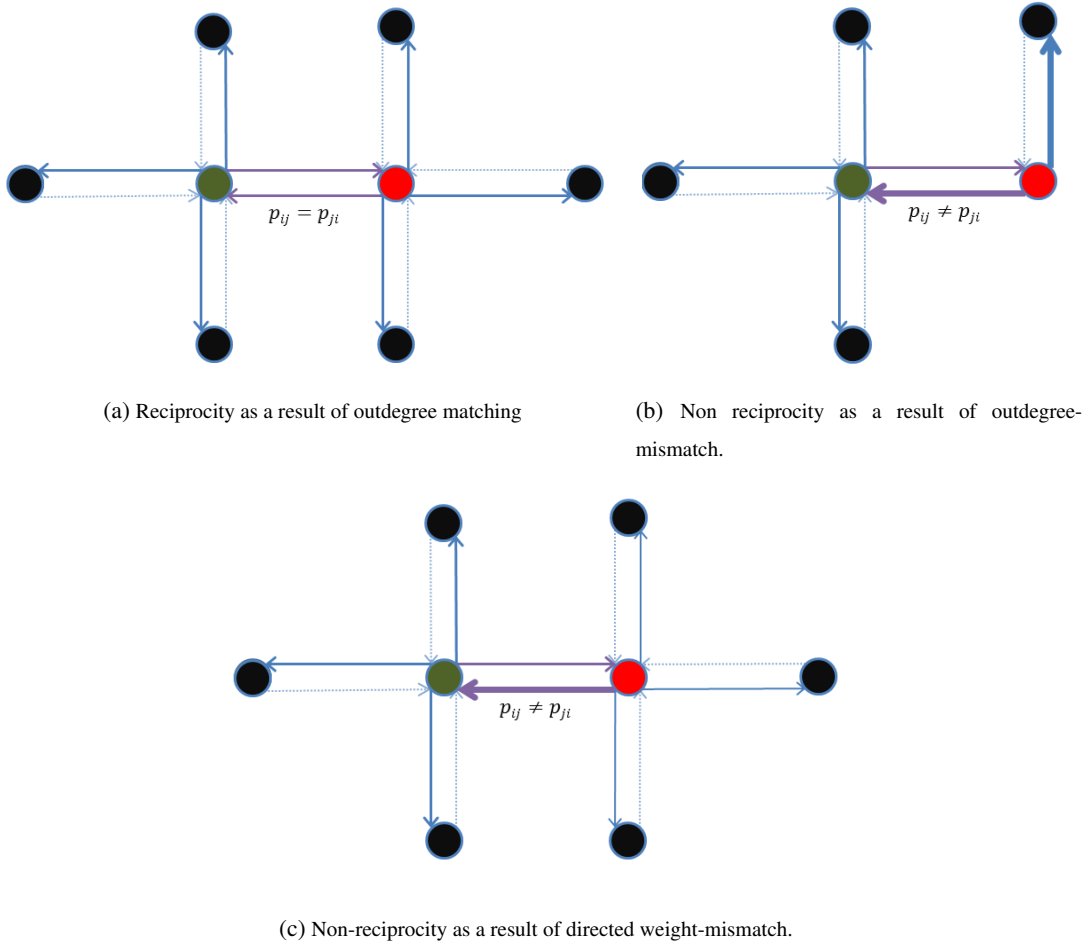 p_{ij} = p_{ji}
p_{ij} ≠ p_{ji}
(a) Reciprocity as a result of outdegree matching
(b) Non reciprocity as a result of outdegree-
mismatch.
p_{ij} ≠ p_{ji}
(c) Non-reciprocity as a result of directed weight-mismatch.